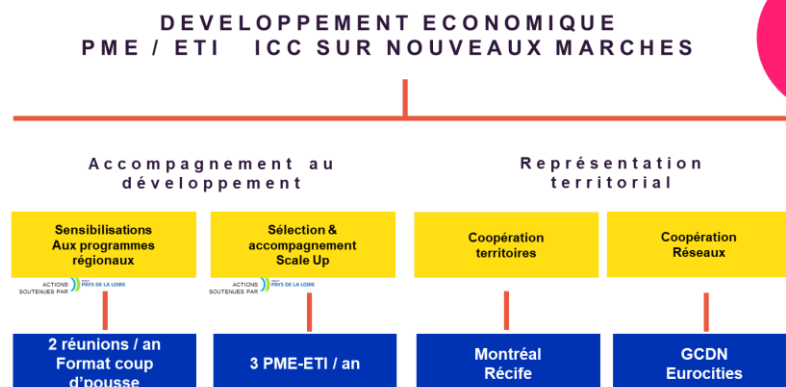 DEVELOPPEMENT ECONOMIQUE
PME / ETI ICC SUR NOUVEAUX MARCHES
Accompagnement au
développement
Représentation
territorial
Sensibilisations
Aux programmes
régionaux
Sélection &
accompagnement
Scale Up
Coopération
territoires
Coopération
Réseaux
ACTIONS
SOUTENUES PAR
PAYS DE LA LOIRE
ACTIONS
SOUTENUES PAR
PAYS DE LA LOIRE
2 réunions / an
Format coup
d'pousse
3 PME-ETI / an
Montréal
Récife
GCDN
Eurocities